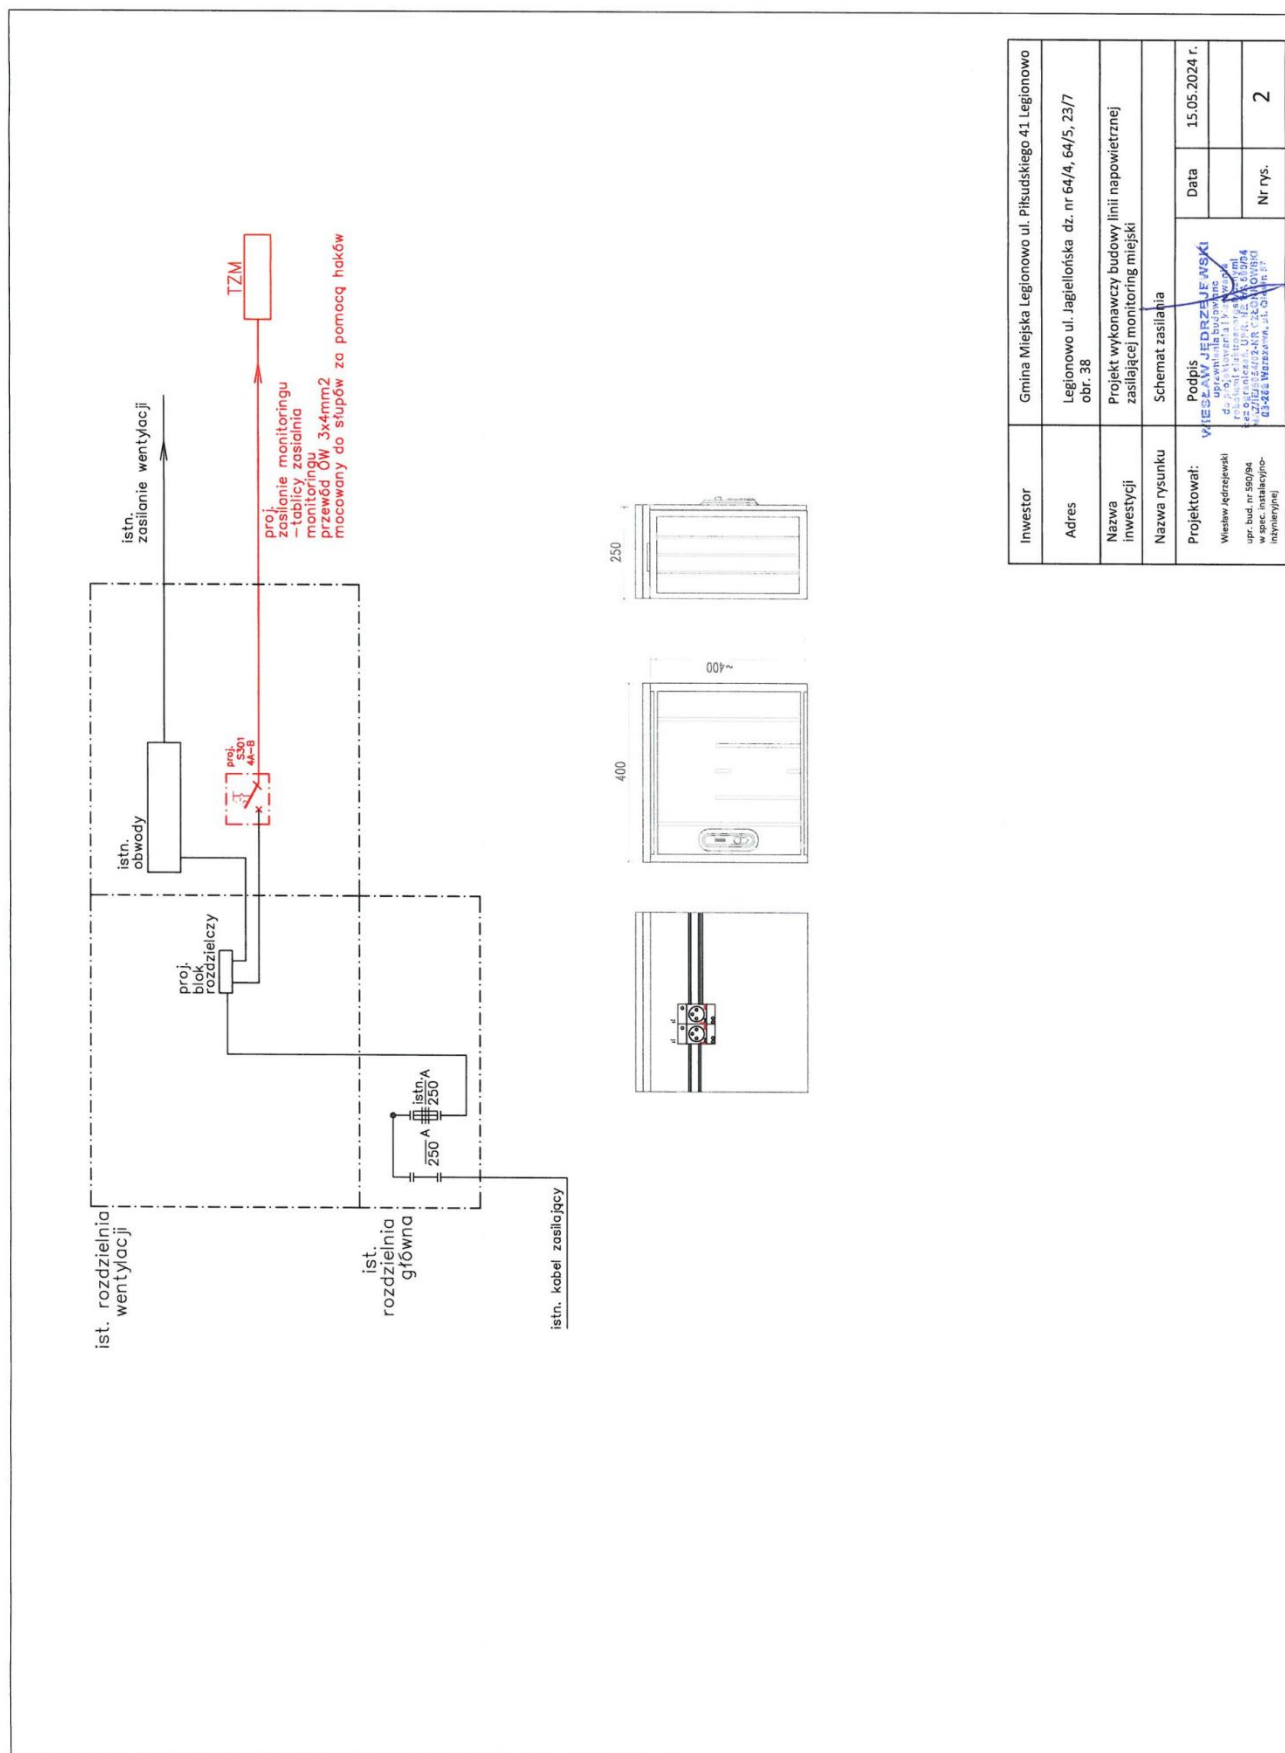 istn.
zasilanie wentylacji
TZM
proj.
zasilanie monitoringu
-tablicy zasialnia
monitoringu
przewód OW 3x4mm2
mocowany do słupów za pomocą haków
istn.
obwody
proj.
S301
4A-B
proj.
blok
rozdzielczy
ist. rozdzielnia
wentylacji
ist.
rozdzielnia
główna
A
250
istn.A
250
istn. kabel zasilający
400
~400
250
Inwestor Gmina Miejska Legionowo ul. Piłsudskiego 41 Legionowo
Adres Legionowo ul. Jagiellońska dz. nr 64/4, 64/5, 23/7
obr. 38
Nazwa
inwestycji
Projekt wykonawczy budowy linii napowietrznej
zasilającej monitoring miejski
Nazwa rysunku Schemat zasilania
Projektował:
Wiesław Jędrzejewski
upr. bud. nr 590/94
w spec. instalacyjno-
inżynieryjnej
Podpis
WIESŁAW JĘDRZEJEWSKI
uprawnienia budowlane
Data 15.05.2024 r.
Nr rys. 2